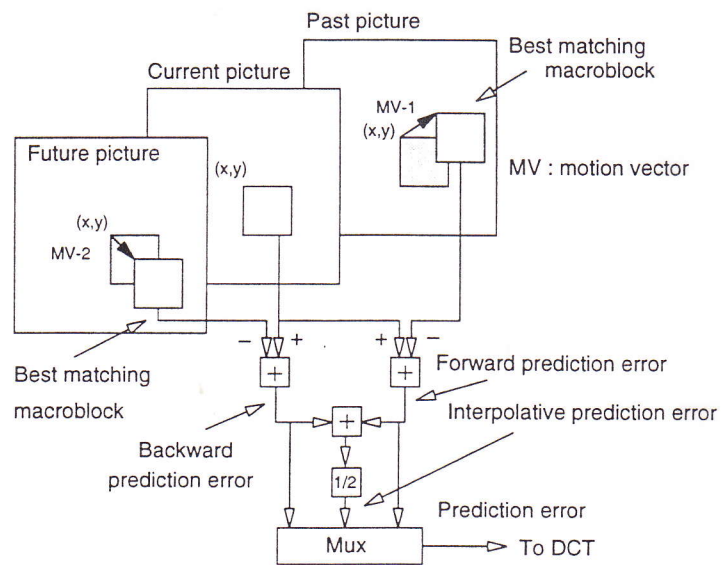 Past picture
Best matching
macroblock
Current picture
MV-1
(x,y)
Future picture
(x,y)
MV : motion vector
(x,y)
MV-2
− + + −
+ +
Best matching
macroblock
Forward prediction error
Interpolative prediction error
+
Backward
prediction error
1/2
Prediction error
Mux
To DCT